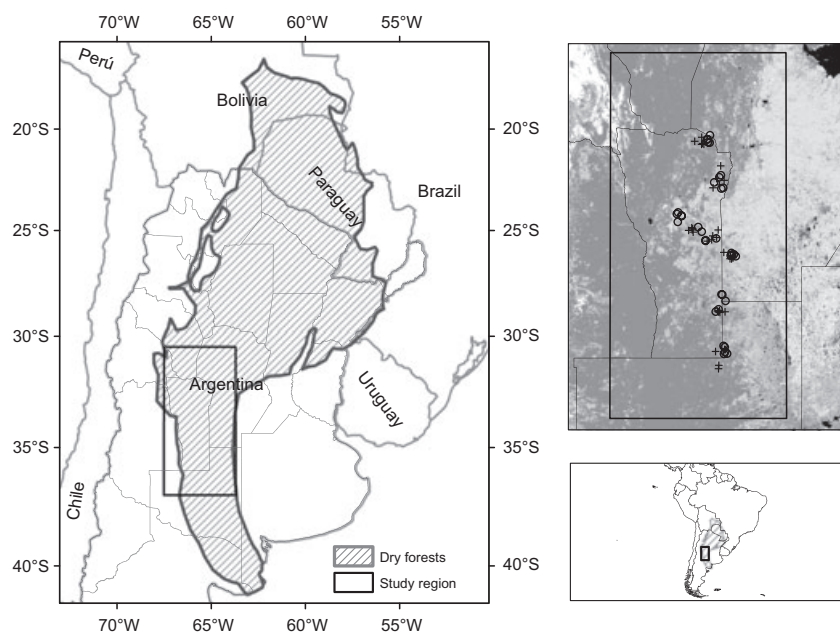 70°W 65°W 60°W 55°W
Perú
Bolivia
20°S 20°S
Paraguay
Brazil
25°S 25°S
30°S 30°S
Argentina
Uruguay
35°S 35°S
Chile
Dry forests
40°S 40°S
Study region
70°W 65°W 60°W 55°W